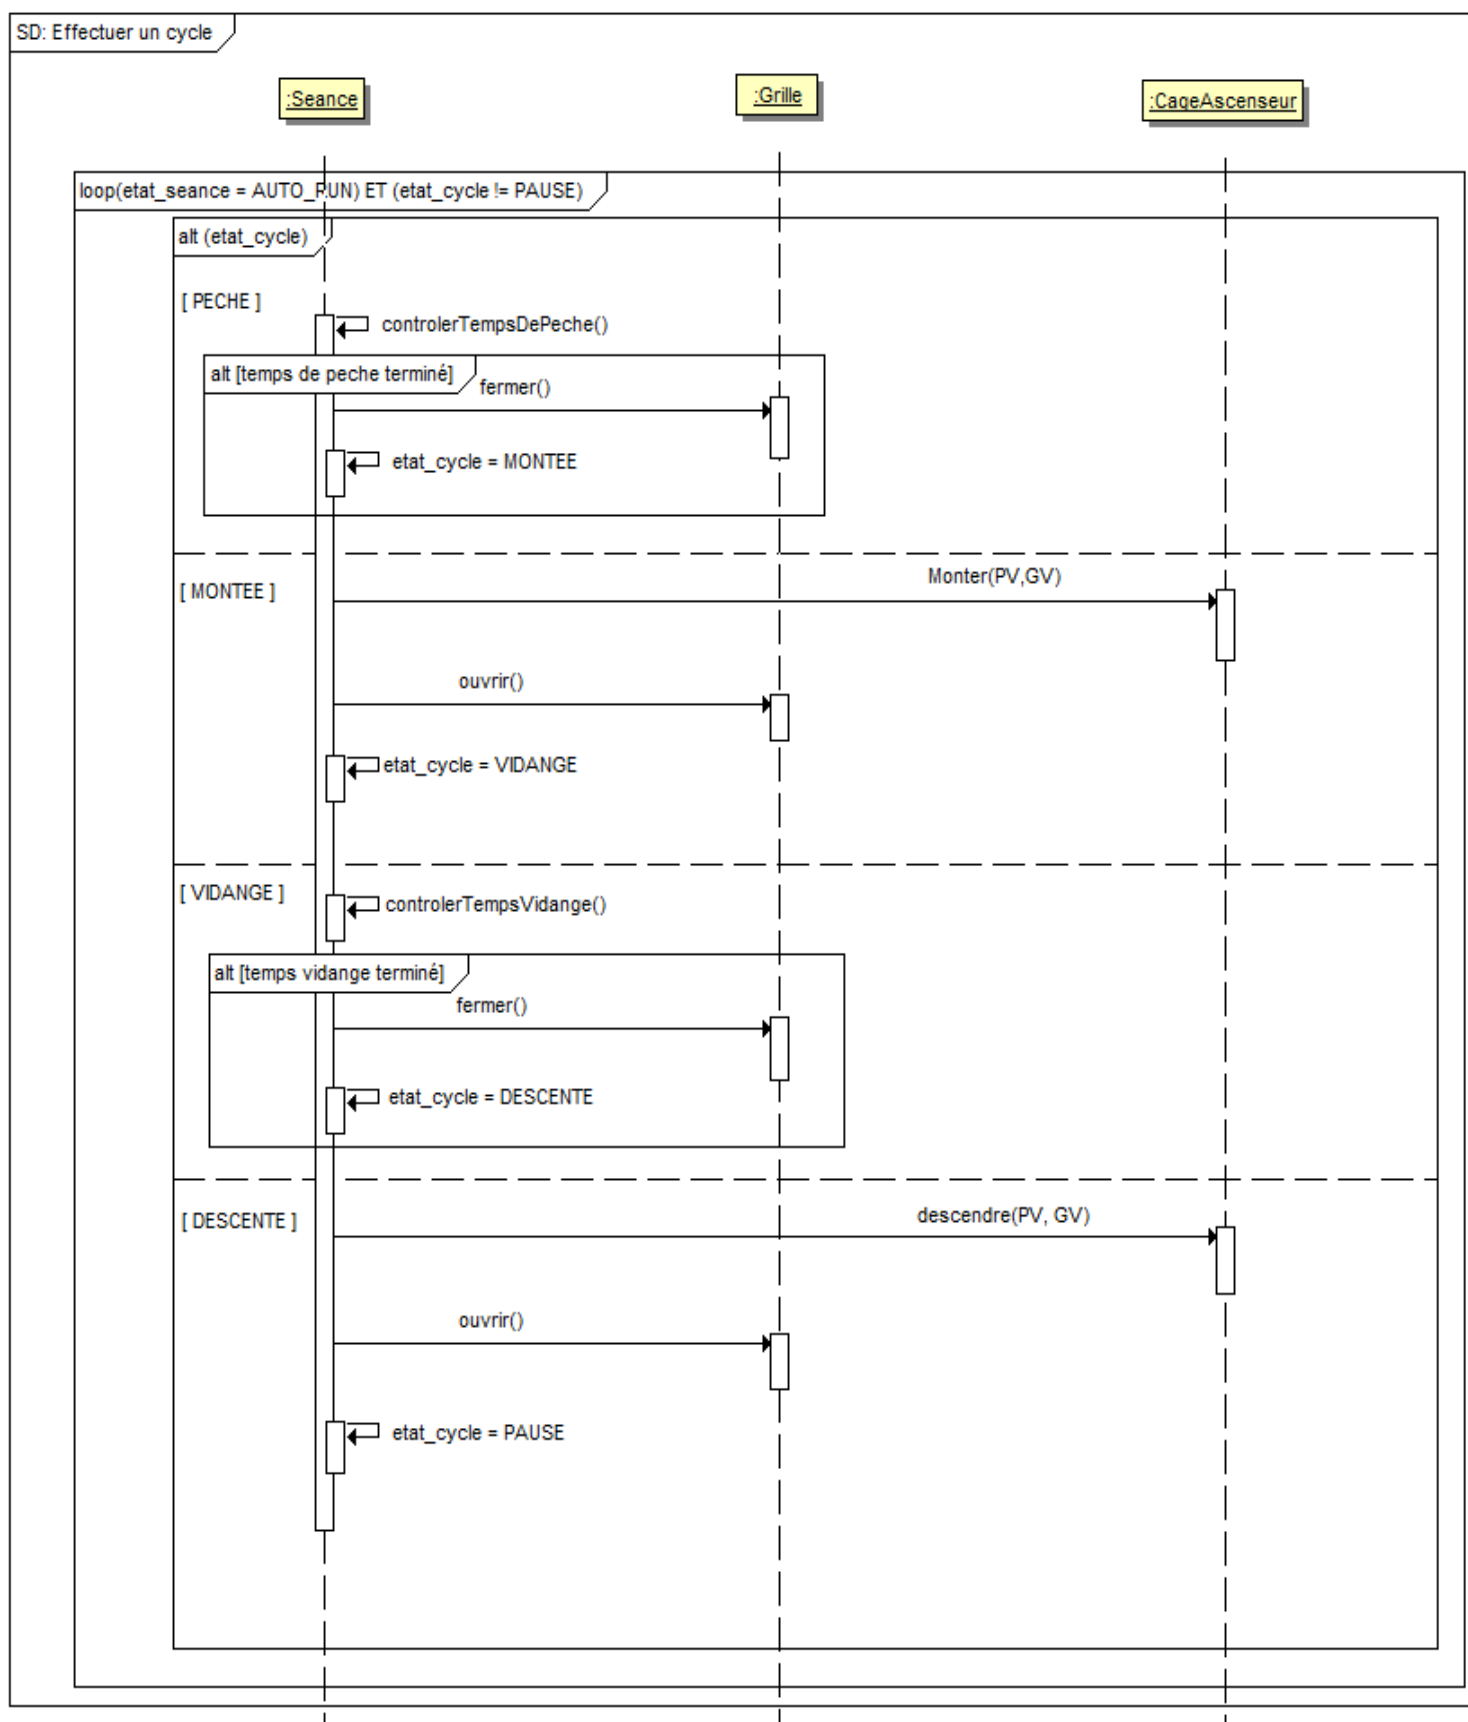 SD: Effectuer un cycle
:Seance
:Grille
:CageAscenseur
loop(etat_seance = AUTO_RUN) ET (etat_cycle != PAUSE)
alt (etat_cycle)
[ PECHE ]
controlerTempsDePeche()
alt [temps de peche terminé]
fermer()
etat_cycle = MONTEE
[ MONTEE ]
Monter(PV,GV)
ouvrir()
etat_cycle = VIDANGE
[ VIDANGE ]
controlerTempsVidange()
alt [temps vidange terminé]
fermer()
etat_cycle = DESCENTE
[ DESCENTE ]
descendre(PV, GV)
ouvrir()
etat_cycle = PAUSE